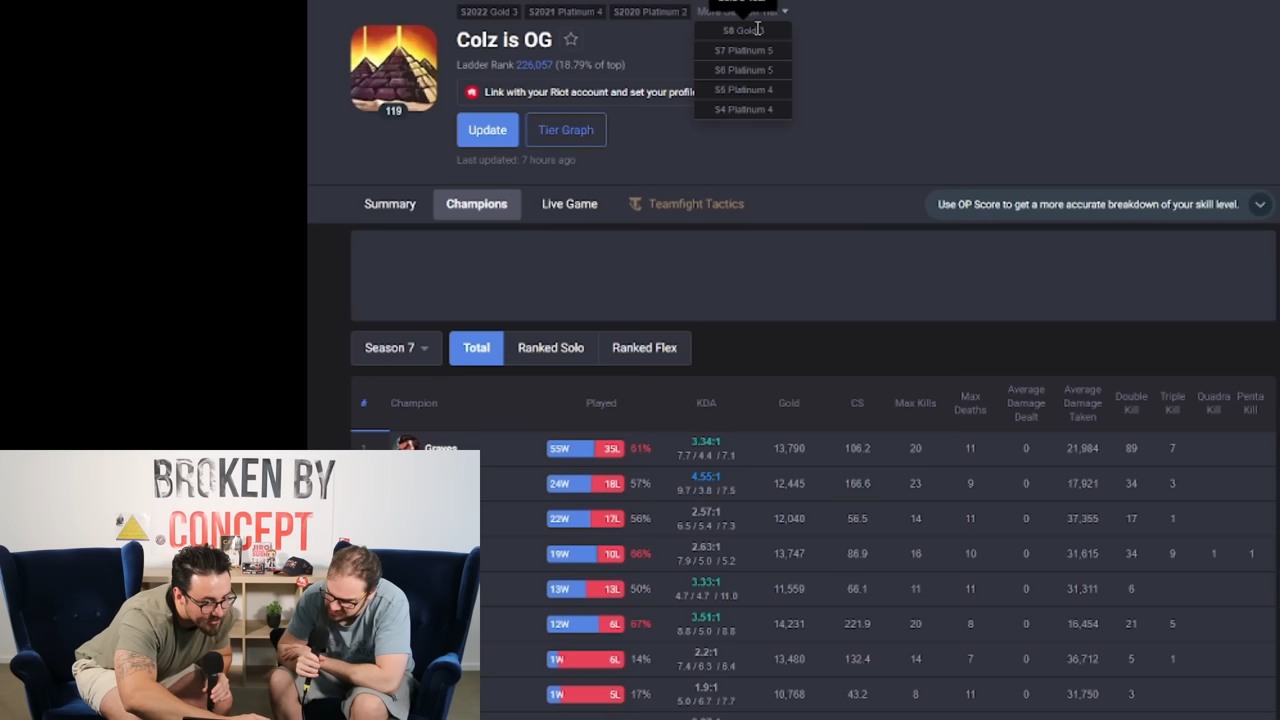 S2022 Gold 3 S2021 Platinum 4 S2020 Platinum 2
S8 Gold
S7 Platinum 5
S6 Platinum 5
S5 Platinum 4
S4 Platinum 4
Colz is OG
Ladder Rank 226,057 (18.79% of top)
Link with your Riot account and set your profile
119
Update Tier Graph
Last updated: 7 hours ago
Summary Champions Live Game Teamfight Tactics Use OP Score to get a more accurate breakdown of your skill level.
Season 7 Total Ranked Solo Ranked Flex
# Champion Played KDA Gold CS Max Kills Max Deaths Average Damage Dealt Average Damage Taken Double Kill Triple Kill Quadra Kill Penta Kill
1 Graves 55W 35L 61% 3.34:1 13,790 106.2 20 11 0 21,984 89 7
7.7 / 4.4 / 7.1
24W 18L 57% 4.55:1 12,445 166.6 23 9 0 17,921 34 3
9.7 / 3.8 / 7.5
22W 17L 56% 2.57:1 12,040 56.5 14 11 0 37,355 17 1
6.5 / 5.4 / 7.3
19W 10L 66% 2.63:1 13,747 86.9 16 10 0 31,615 34 9 1 1
7.9 / 5.0 / 5.2
13W 13L 50% 3.33:1 11,559 66.1 11 11 0 31,311 6
4.7 / 4.7 / 11.0
12W 6L 67% 3.51:1 14,231 221.9 20 8 0 16,454 21 5
8.8 / 5.0 / 8.8
1W 6L 14% 2.2:1 13,480 132.4 14 7 0 36,712 5 1
7.4 / 6.3 / 6.4
1W 5L 17% 1.9:1 10,768 43.2 8 11 0 31,750 3
5.0 / 6.7 / 7.7
BROKEN BY
CONCEPT
JIRO